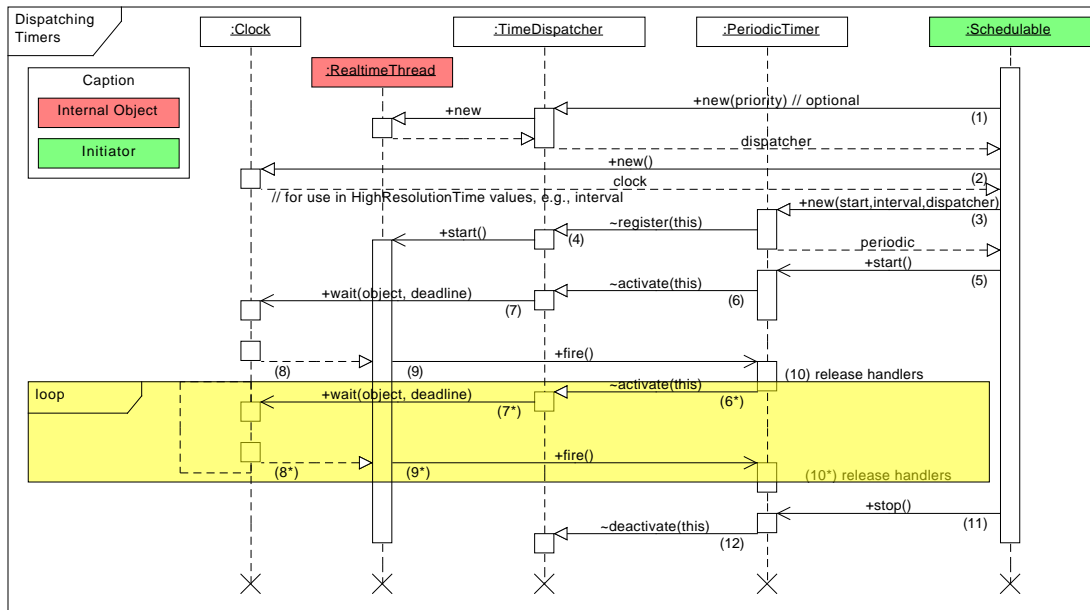 Dispatching
Timers
:Clock
:TimeDispatcher
:PeriodicTimer
:Schedulable
:RealtimeThread
Caption
Internal Object
Initiator
+new(priority) // optional
(1)
+new
dispatcher
+new()
(2)
clock
// for use in HighResolutionTime values, e.g., interval
+new(start,interval,dispatcher)
(3)
~register(this)
(4)
+start()
periodic
+start()
(5)
~activate(this)
(6)
+wait(object, deadline)
(7)
(8)
+fire()
(9)
(10) release handlers
loop
~activate(this)
(6*)
+wait(object, deadline)
(7*)
(8*)
+fire()
(9*)
(10*) release handlers
+stop()
(11)
~deactivate(this)
(12)